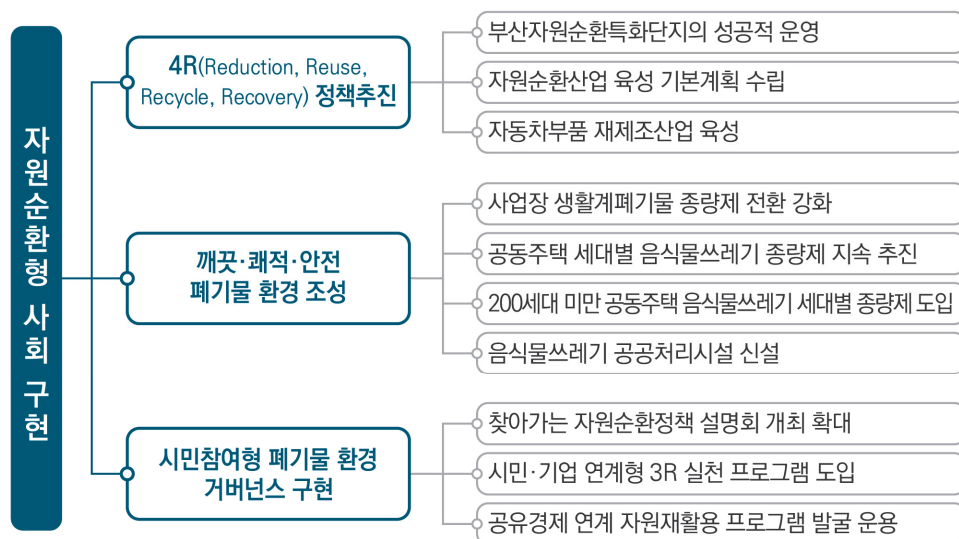 자원순환형 사회 구현
4R(Reduction, Reuse,
Recycle, Recovery) 정책추진
부산자원순환특화단지의 성공적 운영
자원순환산업 육성 기본계획 수립
자동차부품 재제조산업 육성
깨끗·쾌적·안전
폐기물 환경 조성
사업장 생활계폐기물 종량제 전환 강화
공동주택 세대별 음식물쓰레기 종량제 지속 추진
200세대 미만 공동주택 음식물쓰레기 세대별 종량제 도입
음식물쓰레기 공공처리시설 신설
시민참여형 폐기물 환경
거버넌스 구현
찾아가는 자원순환정책 설명회 개최 확대
시민·기업 연계형 3R 실천 프로그램 도입
공유경제 연계 자원재활용 프로그램 발굴 운용